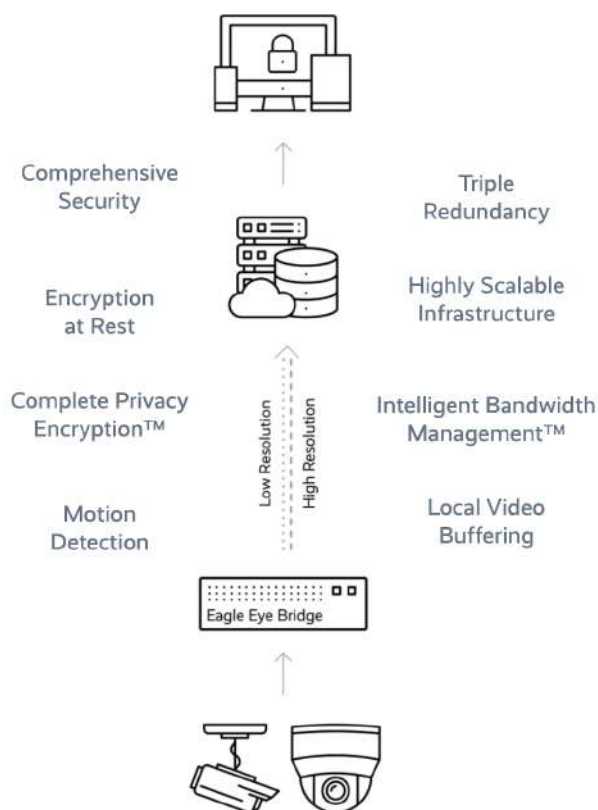 Comprehensive
Security
Triple
Redundancy
Encryption
at Rest
Highly Scalable
Infrastructure
Complete Privacy
Encryption™
Low Resolution
High Resolution
Intelligent Bandwidth
Management™
Motion
Detection
Local Video
Buffering
Eagle Eye Bridge